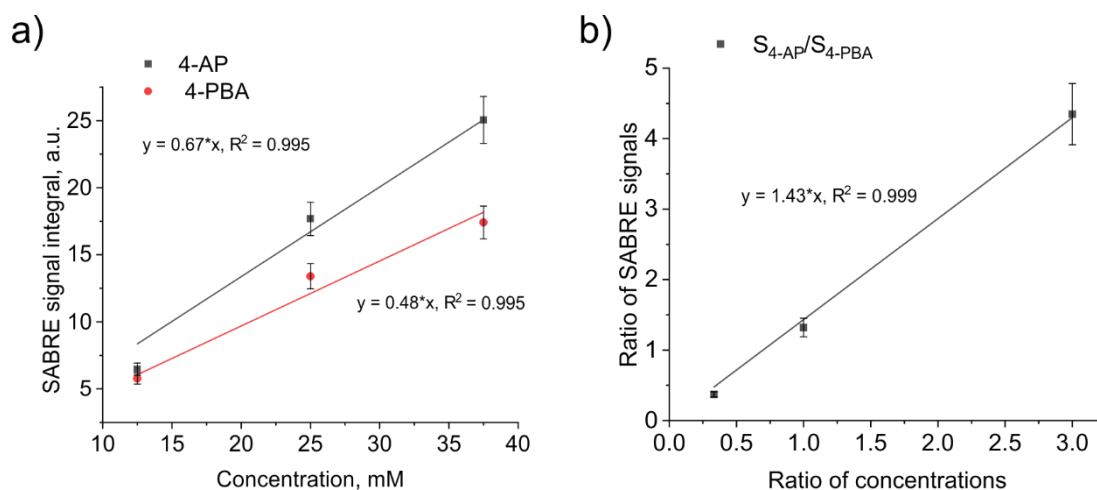 a)
4-AP
4-PBA
y = 0.67*x, R² = 0.995
y = 0.48*x, R² = 0.995
SABRE signal integral, a.u.
25
20
15
10
5
10 15 20 25 30 35 40
Concentration, mM
b)
S₄₋AP/S₄₋PBA
y = 1.43*x, R² = 0.999
Ratio of SABRE signals
5
4
3
2
1
0
0.0 0.5 1.0 1.5 2.0 2.5 3.0
Ratio of concentrations